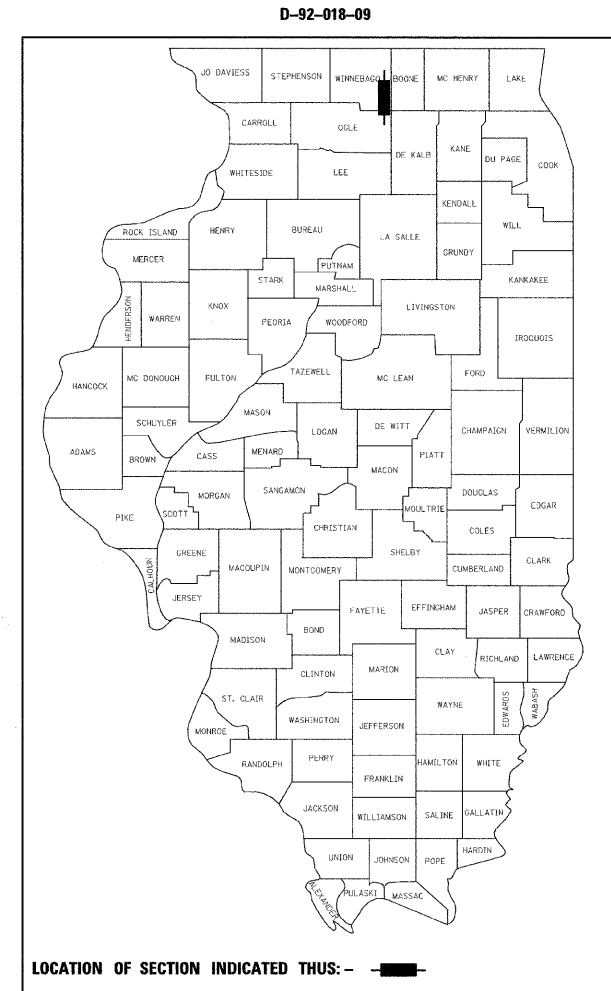 D-92-018-09
JO DAVIESS STEPHENSON WINNEBAGO BOONE MC HENRY LAKE
CARROLL OGLE
DE KALB KANE DU PAGE COOK
WHITESIDE LEE
KENDALL
ROCK ISLAND HENRY BUREAU LA SALLE GRUNDY WILL
MERCER PUTNAM
STARK MARSHALL KANKAKEE
HENDERSON WARREN KNOX PEORIA WOODFORD LIVINGSTON
IROQUOIS
HANCOCK MC DONOUGH FULTON TAZEWELL MC LEAN FORD
SCHUYLER MASON
ADAMS BROWN CASS MENARD LOGAN DE WITT PIATT CHAMPAIGN VERMILION
MACON
PIKE SCOTT MORGAN SANGAMON CHRISTIAN MOULTRIE DOUGLAS EDGAR
COLES
CALHOUN GREENE MACOUPIN MONTGOMERY SHELBY CUMBERLAND CLARK
JERSEY
MADISON BOND FAYETTE EFFINGHAM JASPER CRAWFORD
CLINTON MARION CLAY RICHLAND LAWRENCE
ST. CLAIR
MONROE WASHINGTON JEFFERSON WAYNE EDWARDS WABASH
RANDOLPH PERRY HAMILTON WHITE
FRANKLIN
JACKSON WILLIAMSON SALINE GALLATIN
UNION JOHNSON POPE HARDIN
ALEXANDER PULASKI MASSAC
LOCATION OF SECTION INDICATED THUS: -